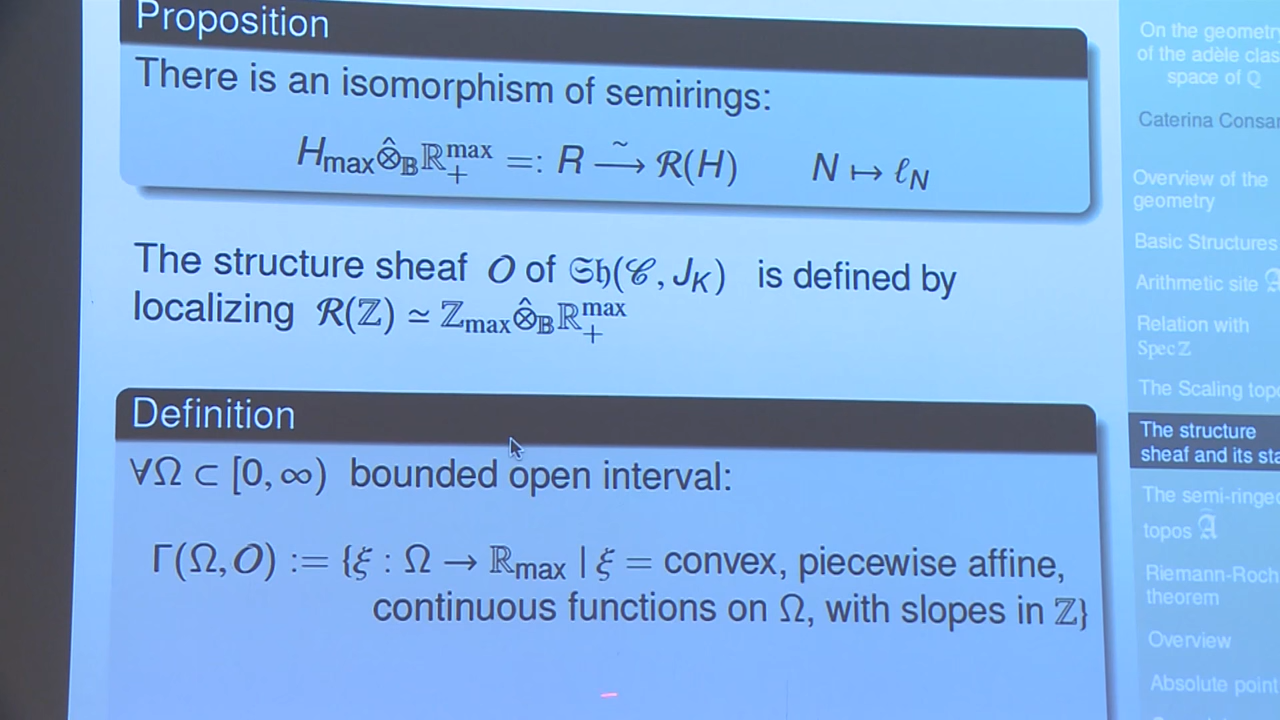 Proposition
There is an isomorphism of semirings:
H_max ⊗̂_𝔹 ℝ_+^max =: R ⥲ ℛ(H)    N ↦ ℓ_N
The structure sheaf 𝒪 of 𝔖𝔥(𝒞, J_K) is defined by
localizing ℛ(ℤ) ≃ ℤ_max ⊗̂_𝔹 ℝ_+^max
Definition
∀Ω ⊂ [0, ∞) bounded open interval:
Γ(Ω, 𝒪) := {ξ : Ω → ℝ_max | ξ = convex, piecewise affine,
continuous functions on Ω, with slopes in ℤ}
On the geometry
of the adèle clas
space of ℚ
Caterina Consan
Overview of the
geometry
Basic Structures
Arithmetic site
Relation with
Spec ℤ
The Scaling topo
The structure
sheaf and its sta
The semi-ringed
topos 𝔄̂
Riemann-Roch
theorem
Overview
Absolute point